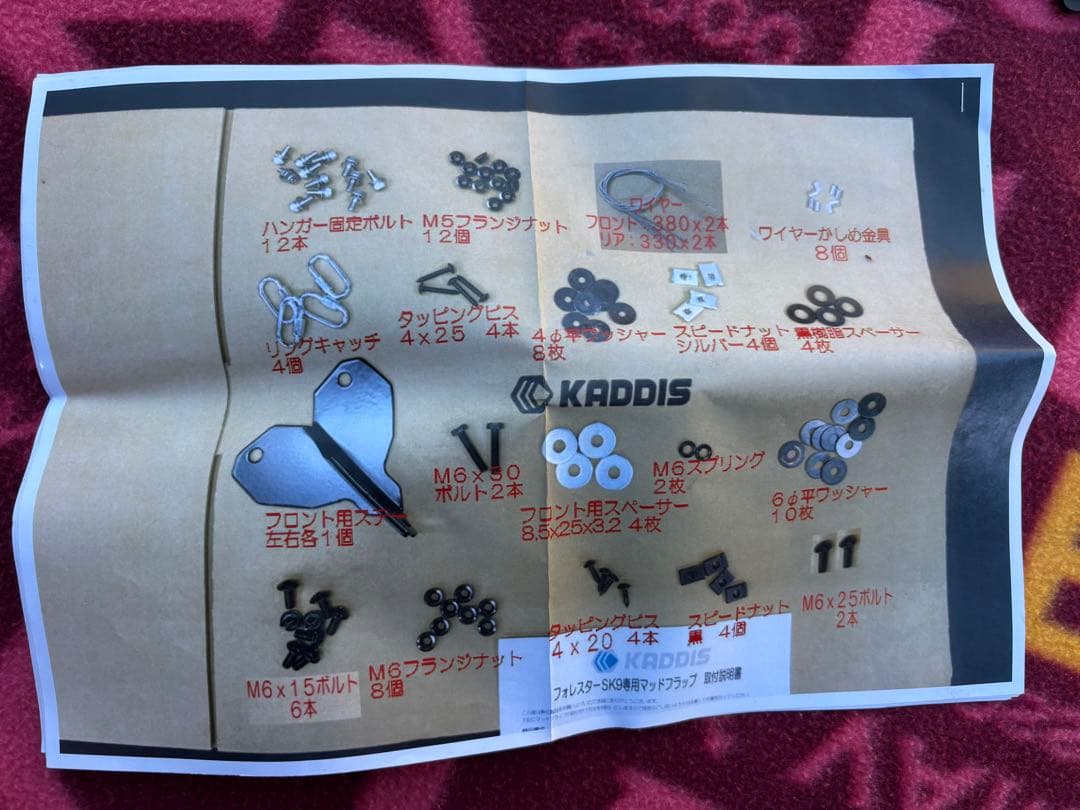 ハンガー固定ボルト
12本
M5フランジナット
12個
ワイヤー
フロント:380x2本
リア:330x2本
ワイヤーかしめ金具
8個
リングキャッチ
4個
タッピングビス
4x25 4本
4φ平ワッシャー
8枚
スピードナット
シルバー4個
黒樹脂スペーサー
4枚
KADDIS
フロント用ステー
左右各1個
M6x30
ボルト2本
フロント用スペーサー
8.5x25x3.2 4枚
M6スプリング
2枚
6φ平ワッシャー
10枚
M6x15ボルト
6本
M6フランジナット
8個
タッピングビス
4x20 4本
スピードナット
黒 4個
M6x25ボルト
2本
KADDIS
フォレスターSK9専用マッドフラップ 取付説明書